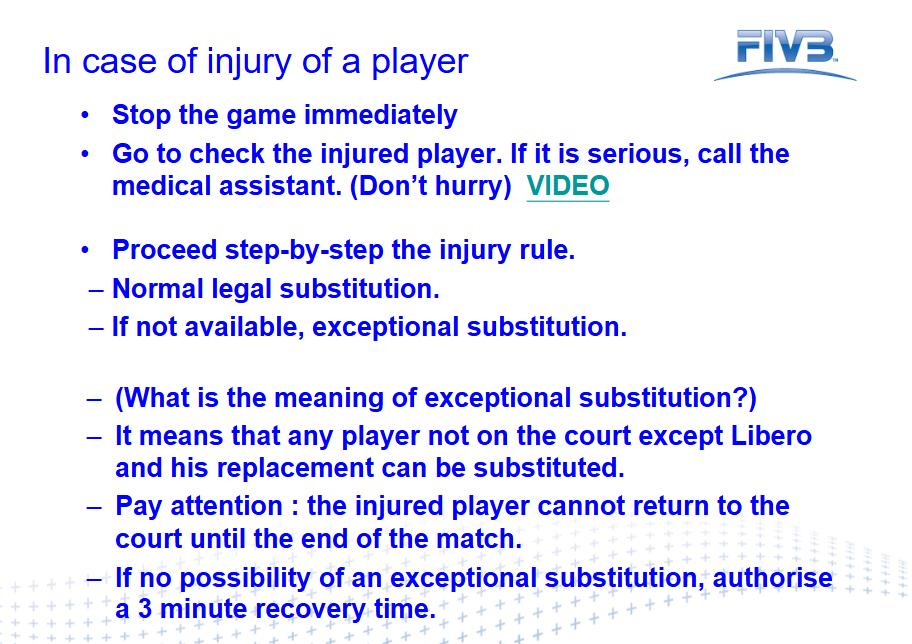 In case of injury of a player
FIVB™
• Stop the game immediately
• Go to check the injured player. If it is serious, call the
medical assistant. (Don’t hurry) VIDEO
• Proceed step-by-step the injury rule.
– Normal legal substitution.
– If not available, exceptional substitution.
– (What is the meaning of exceptional substitution?)
– It means that any player not on the court except Libero
and his replacement can be substituted.
– Pay attention : the injured player cannot return to the
court until the end of the match.
– If no possibility of an exceptional substitution, authorise
a 3 minute recovery time.